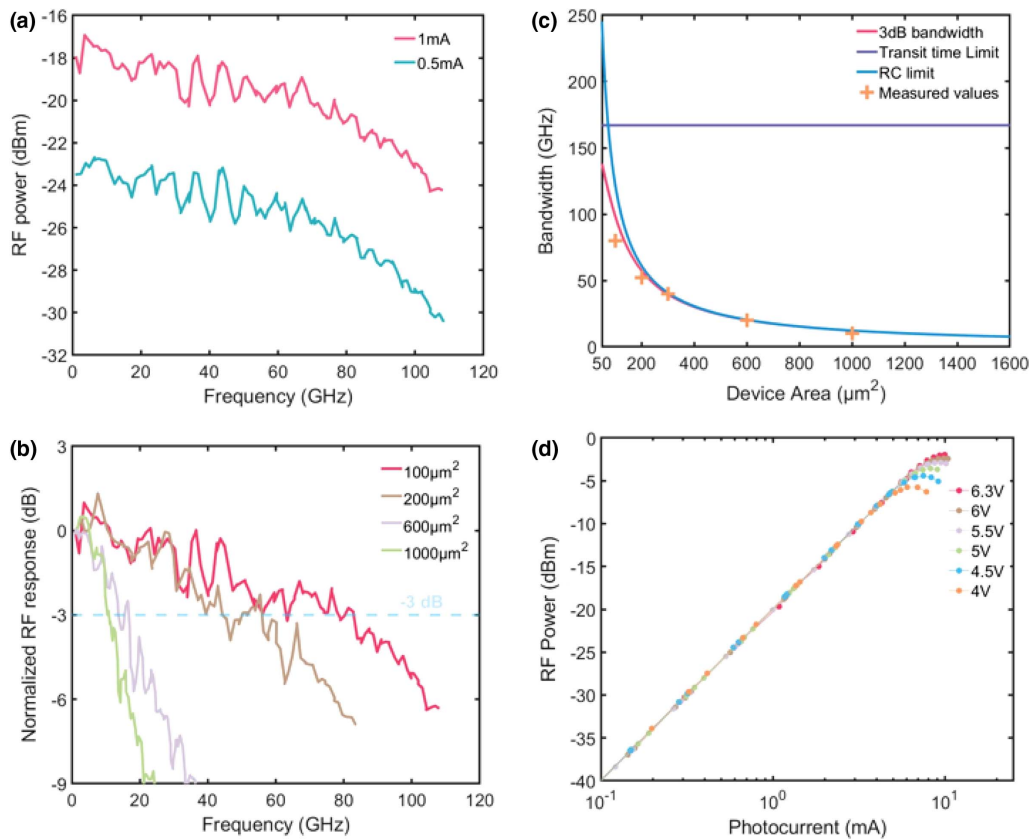 (a)
1mA
0.5mA
-16
-18
-20
-22
-24
-26
-28
-30
-32
RF power (dBm)
0 20 40 60 80 100 120
Frequency (GHz)
(c)
3dB bandwidth
Transit time Limit
RC limit
Measured values
250
200
150
100
50
0
Bandwidth (GHz)
50 200 400 600 800 1000 1200 1400 1600
Device Area (μm²)
(b)
100μm²
200μm²
600μm²
1000μm²
-3 dB
3
0
-3
-6
-9
Normalized RF response (dB)
0 20 40 60 80 100 120
Frequency (GHz)
(d)
6.3V
6V
5.5V
5V
4.5V
4V
0
-5
-10
-15
-20
-25
-30
-35
-40
RF Power (dBm)
10⁻¹ 10⁰ 10¹
Photocurrent (mA)